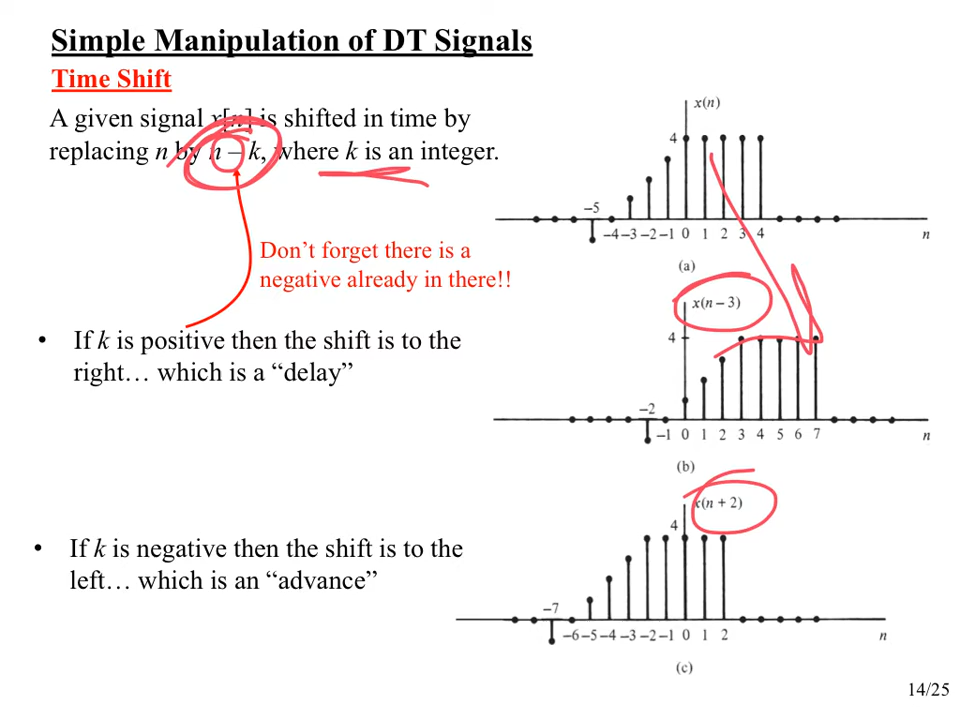 Simple Manipulation of DT Signals
Time Shift
A given signal x[n] is shifted in time by
replacing n by n – k, where k is an integer.
Don’t forget there is a
negative already in there!!
• If k is positive then the shift is to the
right… which is a “delay”
• If k is negative then the shift is to the
left… which is an “advance”
x(n)
4
–5
–4 –3 –2 –1 0 1 2 3 4
n
(a)
x(n – 3)
4
–2
–1 0 1 2 3 4 5 6 7
n
(b)
x(n + 2)
4
–7
–6 –5 –4 –3 –2 –1 0 1 2
n
(c)
14/25